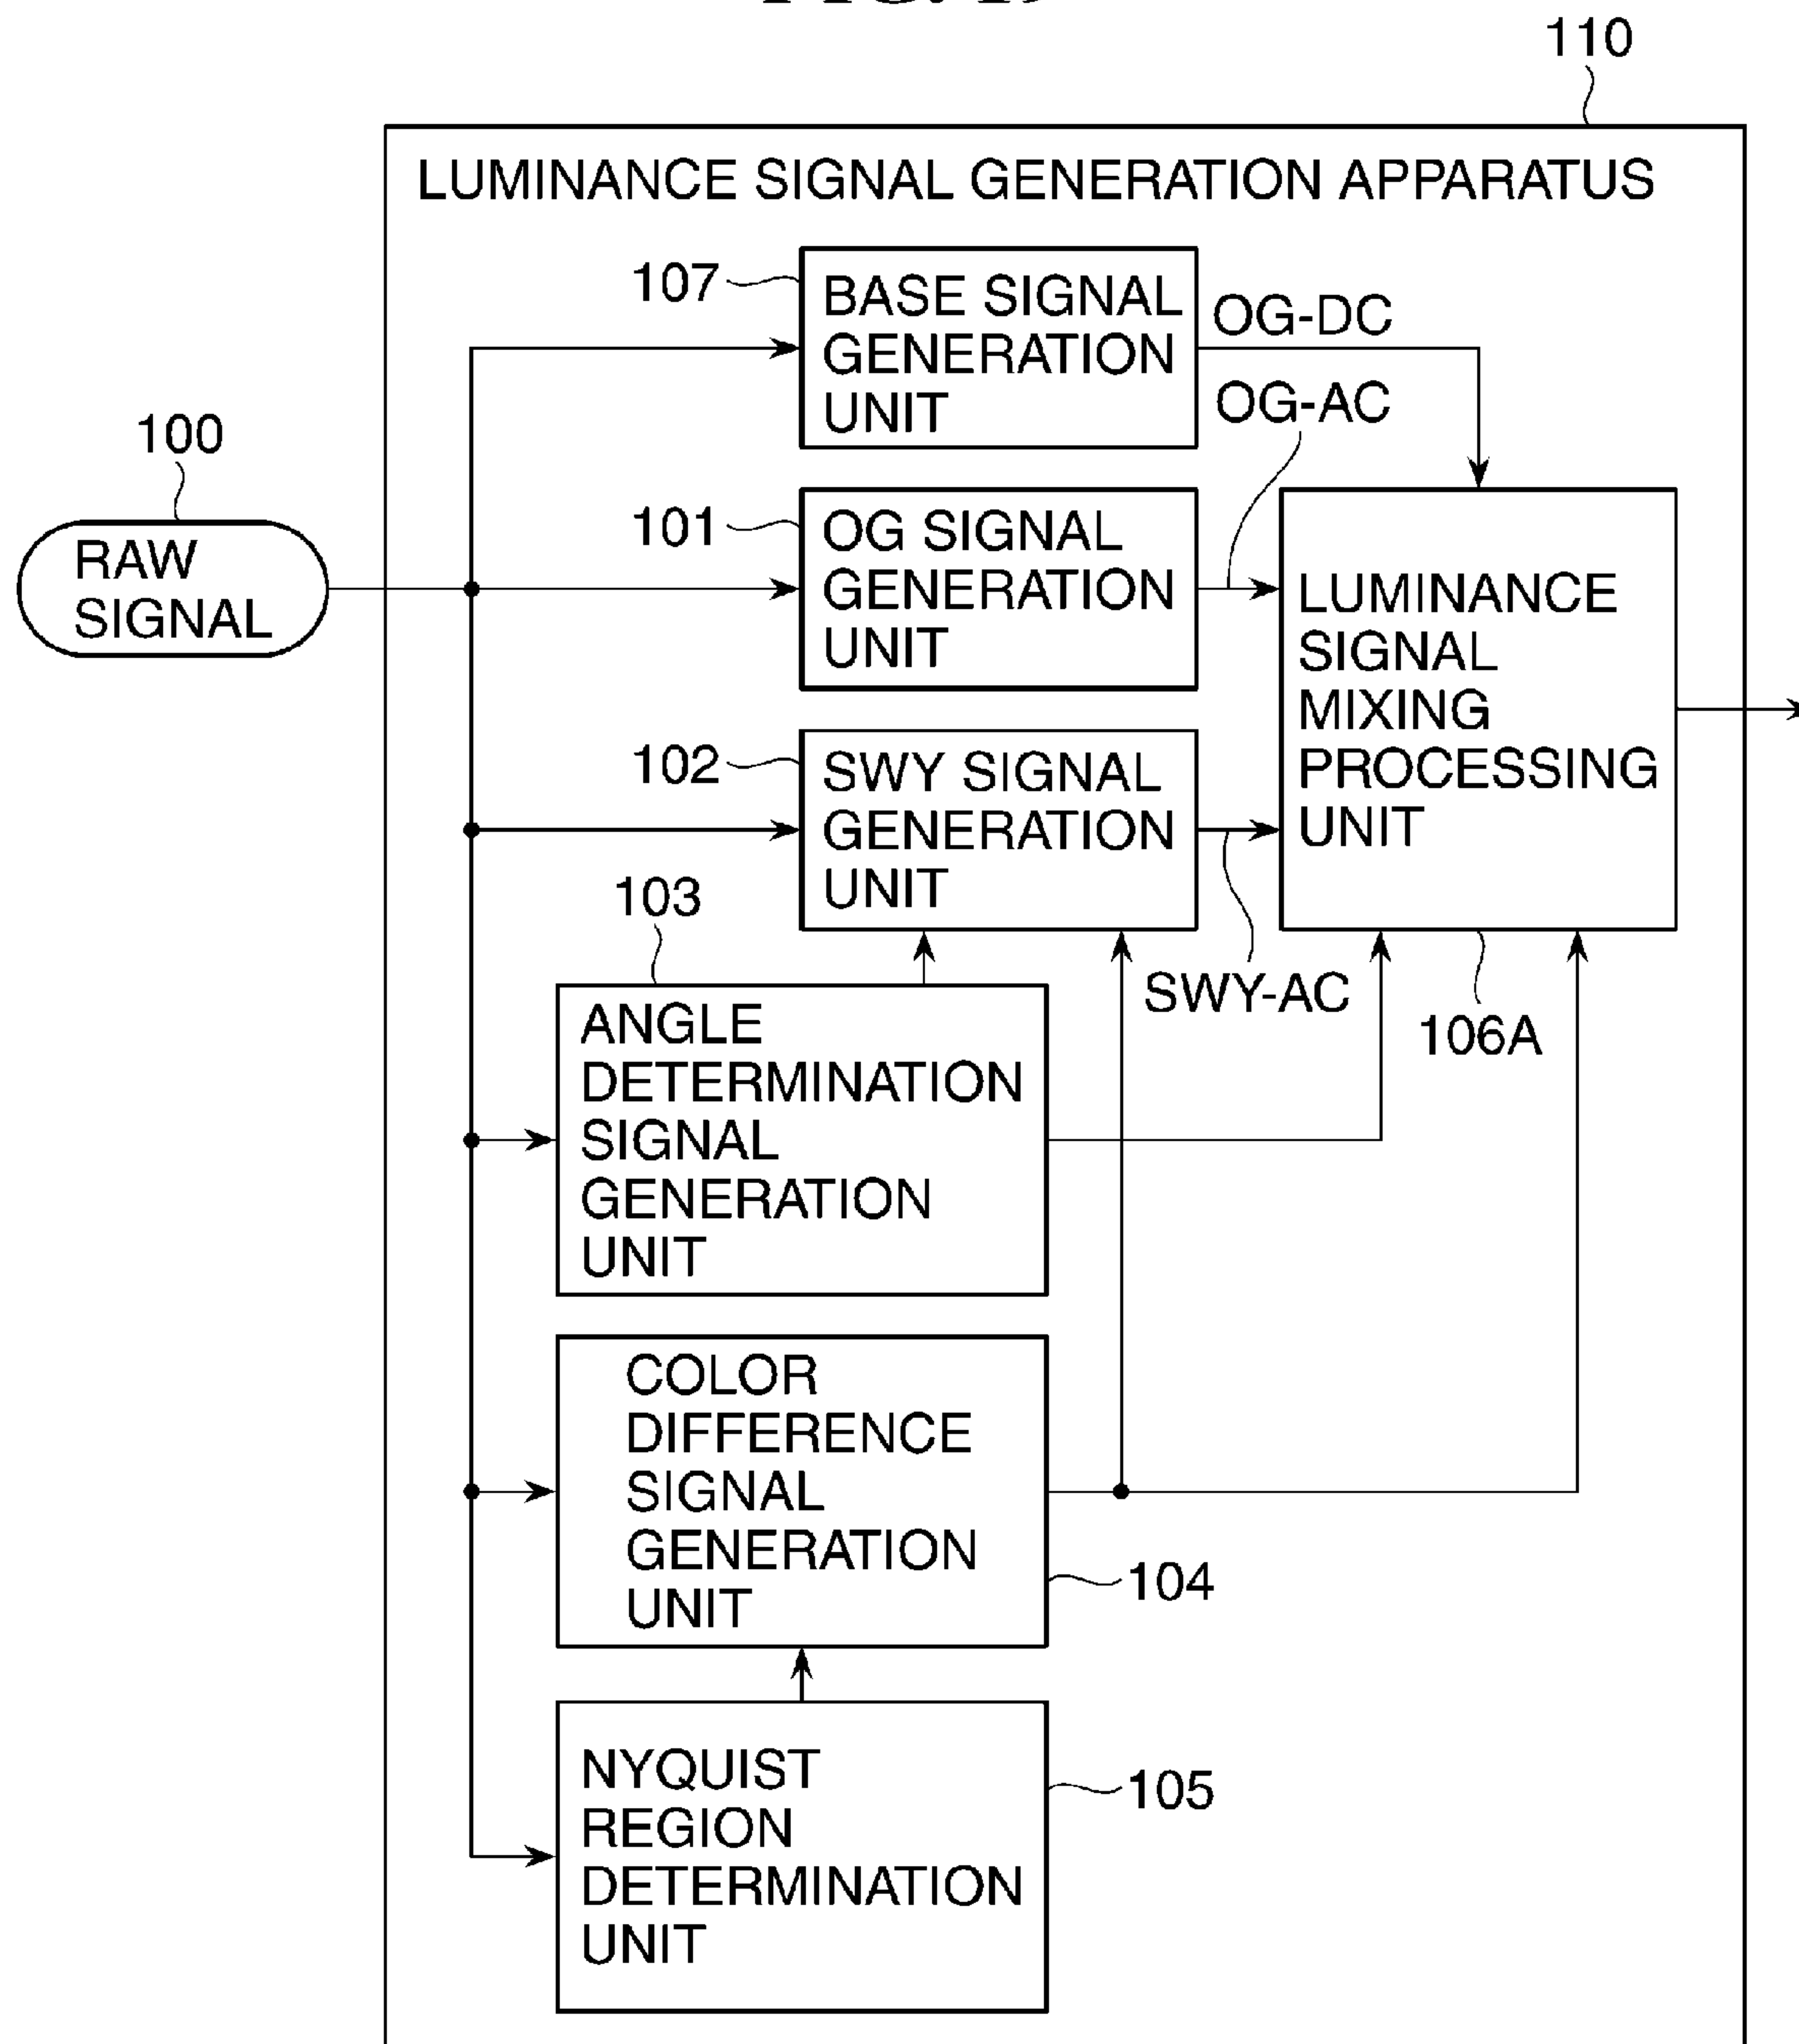 110
LUMINANCE SIGNAL GENERATION APPARATUS
107
BASE SIGNAL
GENERATION
UNIT
OG-DC
OG-AC
100
RAW
SIGNAL
101
OG SIGNAL
GENERATION
UNIT
LUMINANCE
SIGNAL
MIXING
PROCESSING
UNIT
102
SWY SIGNAL
GENERATION
UNIT
103
SWY-AC
106A
ANGLE
DETERMINATION
SIGNAL
GENERATION
UNIT
COLOR
DIFFERENCE
SIGNAL
GENERATION
UNIT
104
NYQUIST
REGION
DETERMINATION
UNIT
105